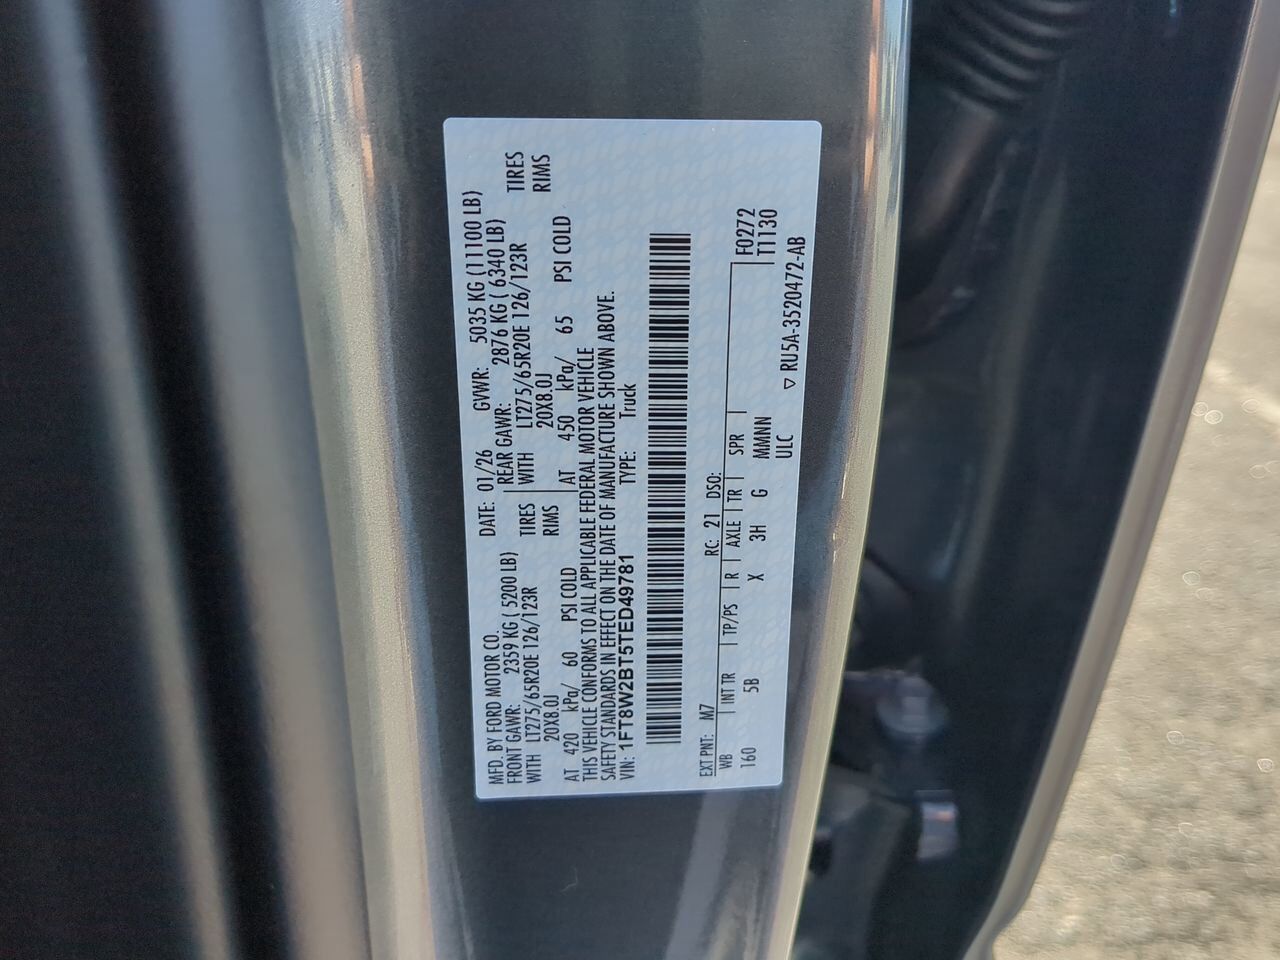 MFD. BY FORD MOTOR CO. DATE: 01/26 GVWR: 5035 KG (11100 LB)
FRONT GAWR: 2359 KG ( 5200 LB) REAR GAWR: 2876 KG ( 6340 LB)
WITH LT275/65R20E 126/123R TIRES WITH LT275/65R20E 126/123R TIRES
20X8.0J RIMS 20X8.0J RIMS
AT 420 kPa/ 60 PSI COLD AT 450 kPa/ 65 PSI COLD
THIS VEHICLE CONFORMS TO ALL APPLICABLE FEDERAL MOTOR VEHICLE
SAFETY STANDARDS IN EFFECT ON THE DATE OF MANUFACTURE SHOWN ABOVE.
VIN: 1FT8W2BT5TED49781 TYPE: Truck
EXT PNT: M7 RC: 21 DSO:
WB INT TR TP/PS R AXLE TR SPR F0272
160 5B X 3H G MMMNN T1130
ULC
▽ RU5A-3520472-AB